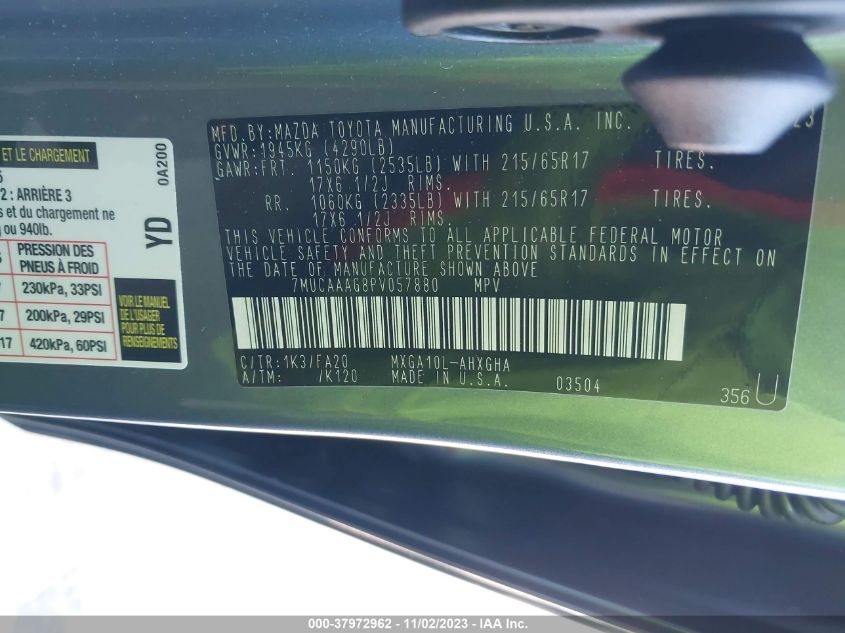 ET LE CHARGEMENT
2 : ARRIÈRE 3
s et du chargement ne
ou 940lb.
PRESSION DES
PNEUS À FROID
230kPa, 33PSI
200kPa, 29PSI
17 420kPa, 60PSI
0A200
YD
VOIR LE MANUEL
DE L'USAGER
POUR PLUS DE
RENSEIGNEMENTS
MFD.BY:MAZDA TOYOTA MANUFACTURING U.S.A. INC. 23
GVWR:1945KG (4290LB)
GAWR:FRT. 1150KG (2535LB) WITH 215/65R17 TIRES.
17X6 1/2J RIMS.
RR. 1060KG (2335LB) WITH 215/65R17 TIRES.
17X6 1/2J RIMS.
THIS VEHICLE CONFORMS TO ALL APPLICABLE FEDERAL MOTOR
VEHICLE SAFETY AND THEFT PREVENTION STANDARDS IN EFFECT ON
THE DATE OF MANUFACTURE SHOWN ABOVE
7MUCAAAG8PV057880 MPV
C/TR:1K3/FA20 MXGA10L-AHXGHA
A/TM: /K120 MADE IN U.S.A. 03504
356 U
000-37972962 - 11/02/2023 - IAA Inc.